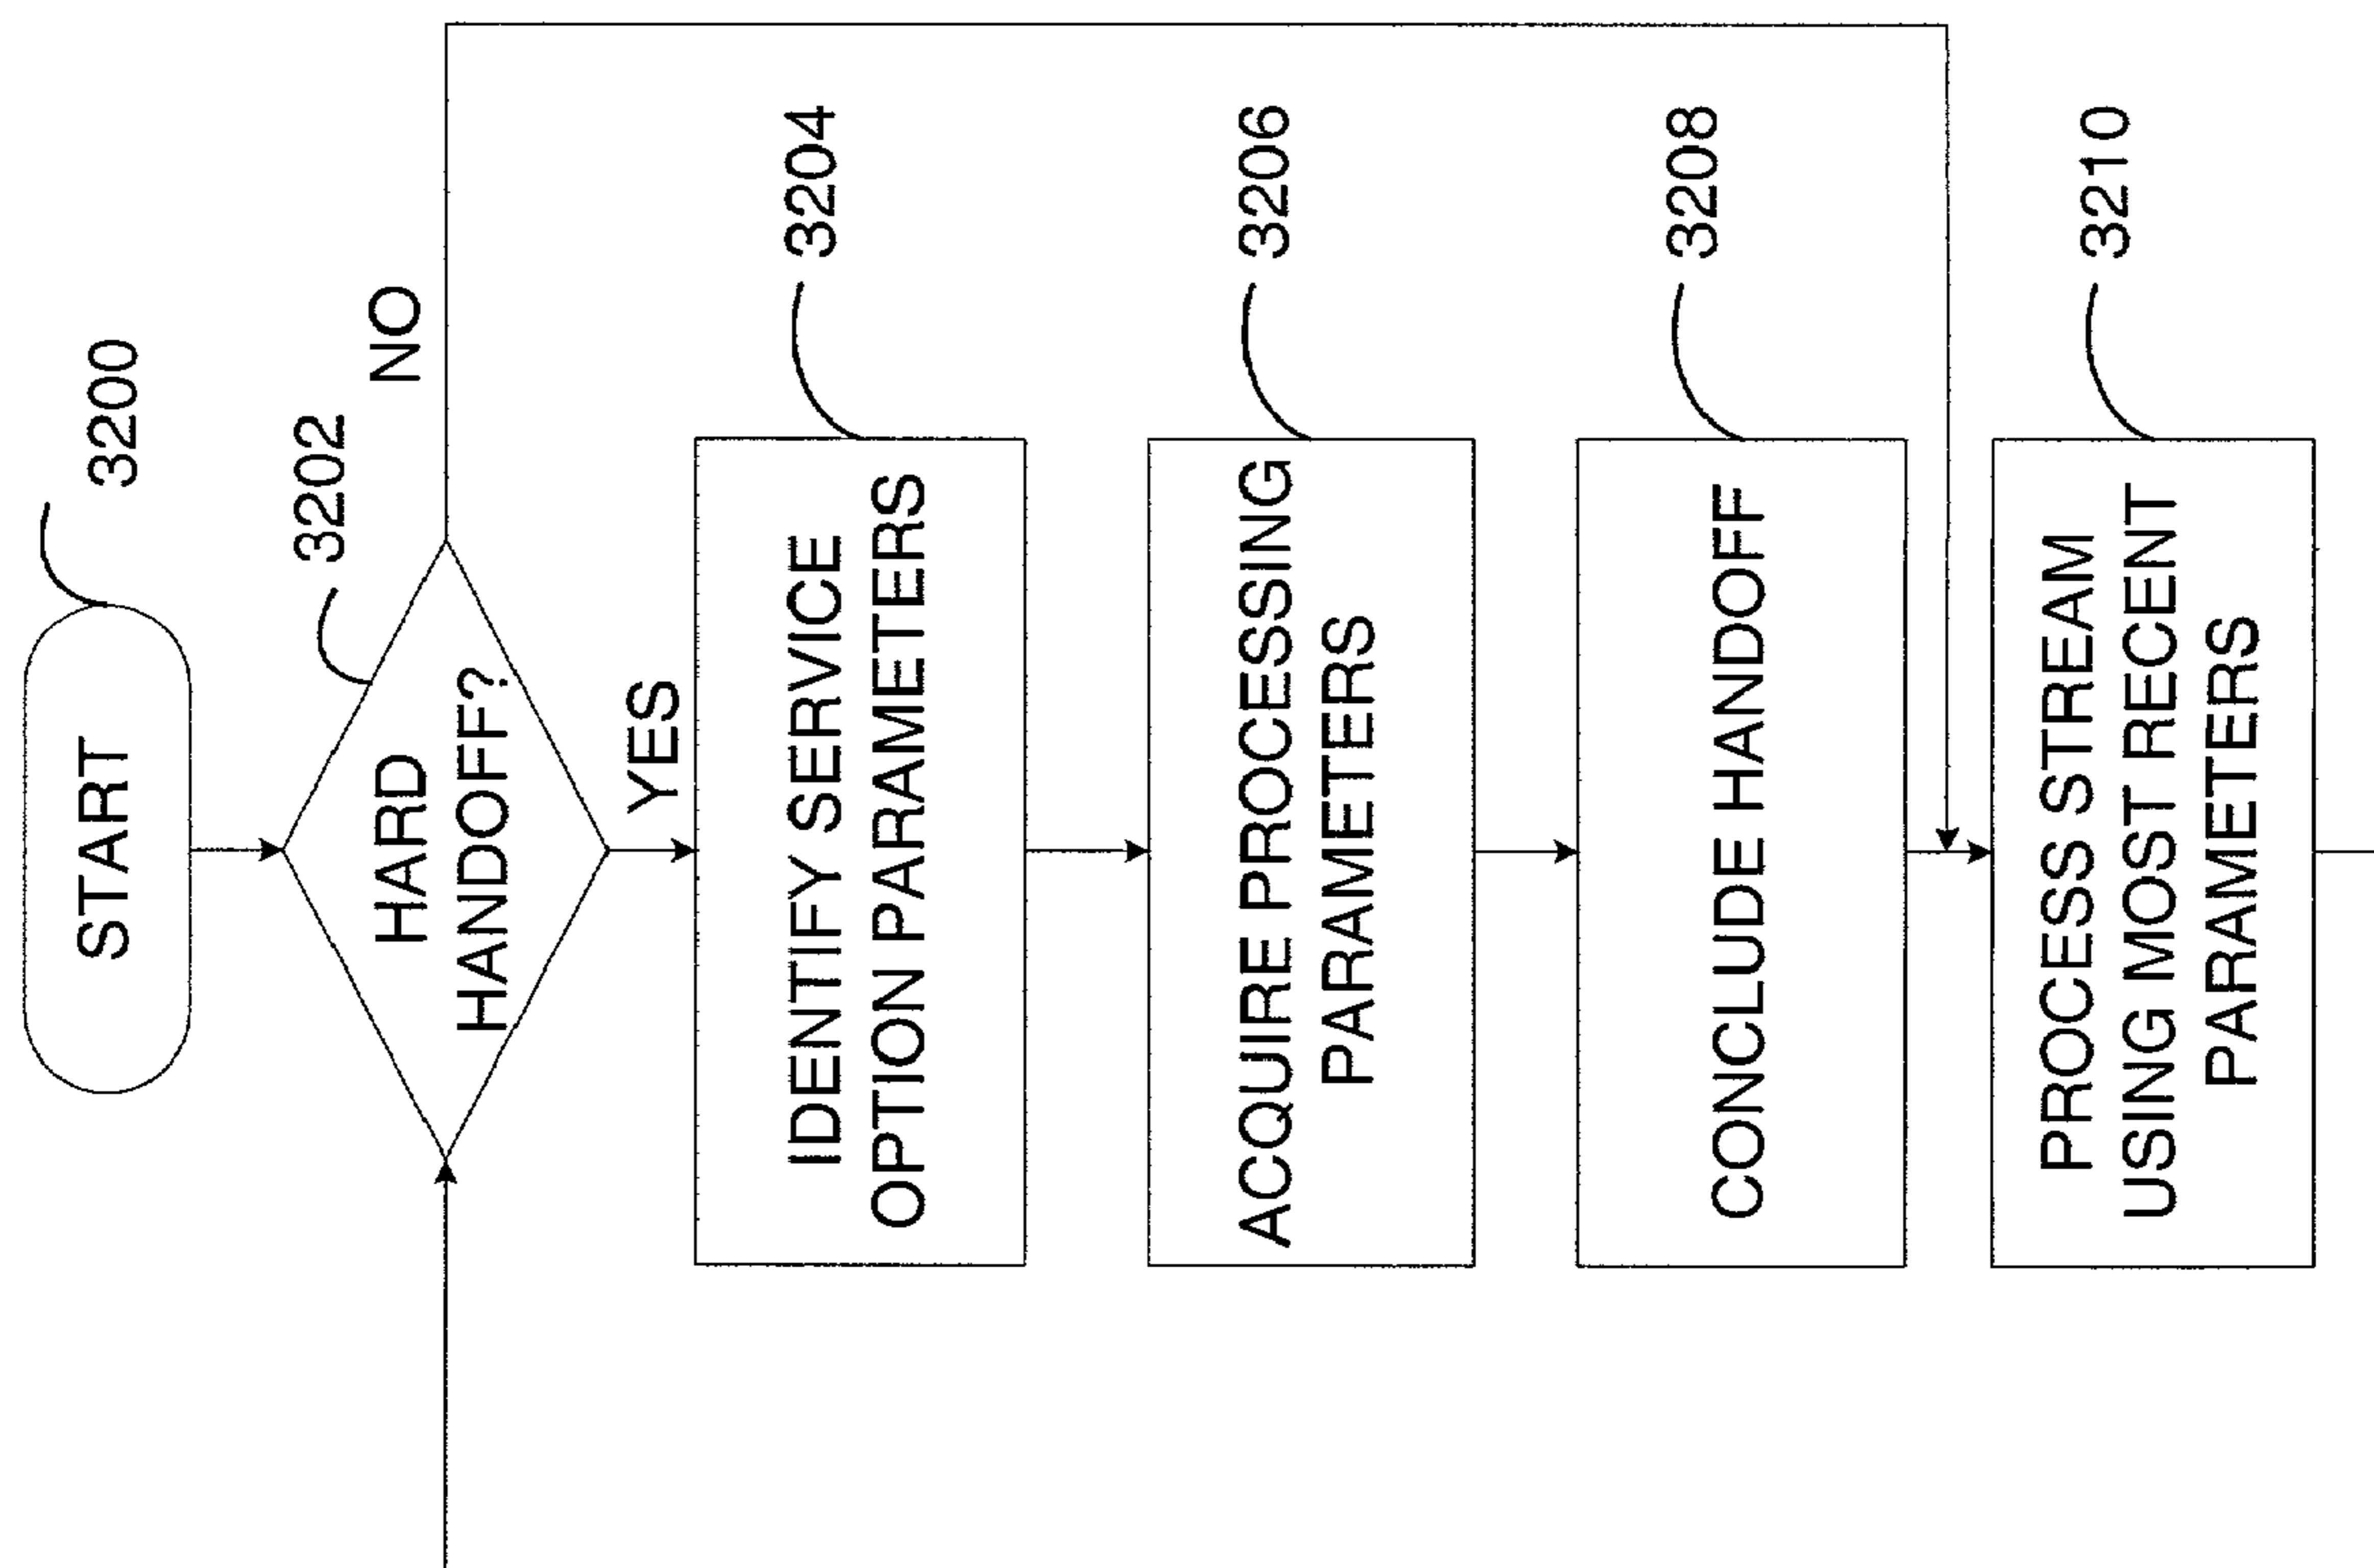 START
3200
HARD
HANDOFF?
3202
NO
YES
IDENTIFY SERVICE
OPTION PARAMETERS
3204
ACQUIRE PROCESSING
PARAMETERS
3206
CONCLUDE HANDOFF
3208
PROCESS STREAM
USING MOST RECENT
PARAMETERS
3210